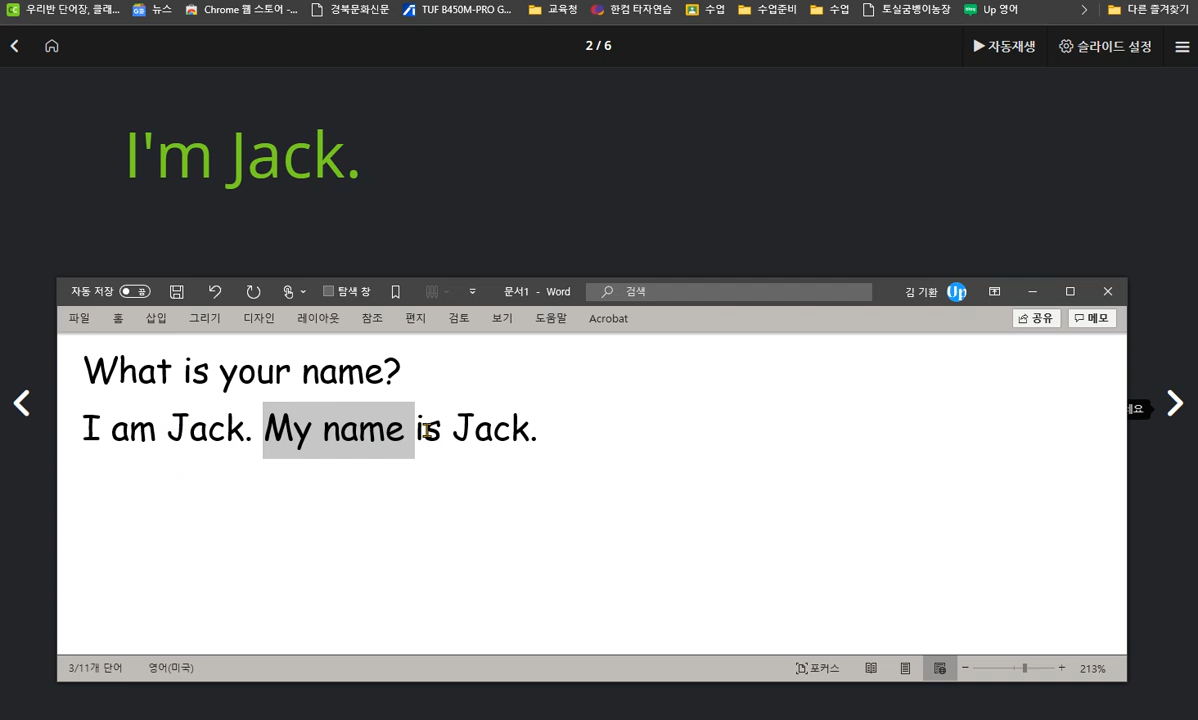 우리반 단어장, 클래... 뉴스 Chrome 웹 스토어 -... 경북문화신문 TUF B450M-PRO G... 교육청 한컴 타자연습 수업 수업준비 수업 토실굼벵이농장 Up 영어 다른 즐겨찾기
2 / 6 자동재생 슬라이드 설정
I'm Jack.
자동 저장 끔 탐색 창 문서1 - Word 검색 김 기환 Up
파일 홈 삽입 그리기 디자인 레이아웃 참조 편지 검토 보기 도움말 Acrobat 공유 메모
What is your name?
I am Jack. My name is Jack.
3/11개 단어 영어(미국) 포커스 213%